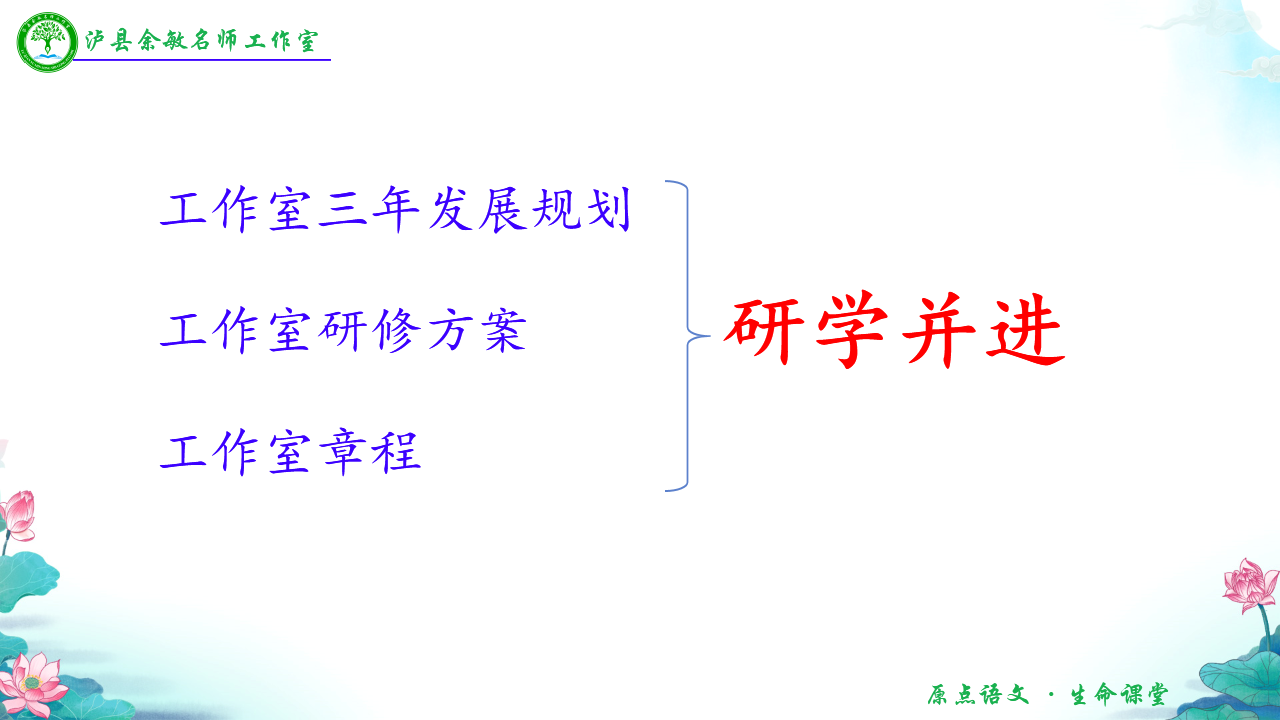 泸县余敏名师工作室
工作室三年发展规划
工作室研修方案
工作室章程
研学并进
原点语文 · 生命课堂